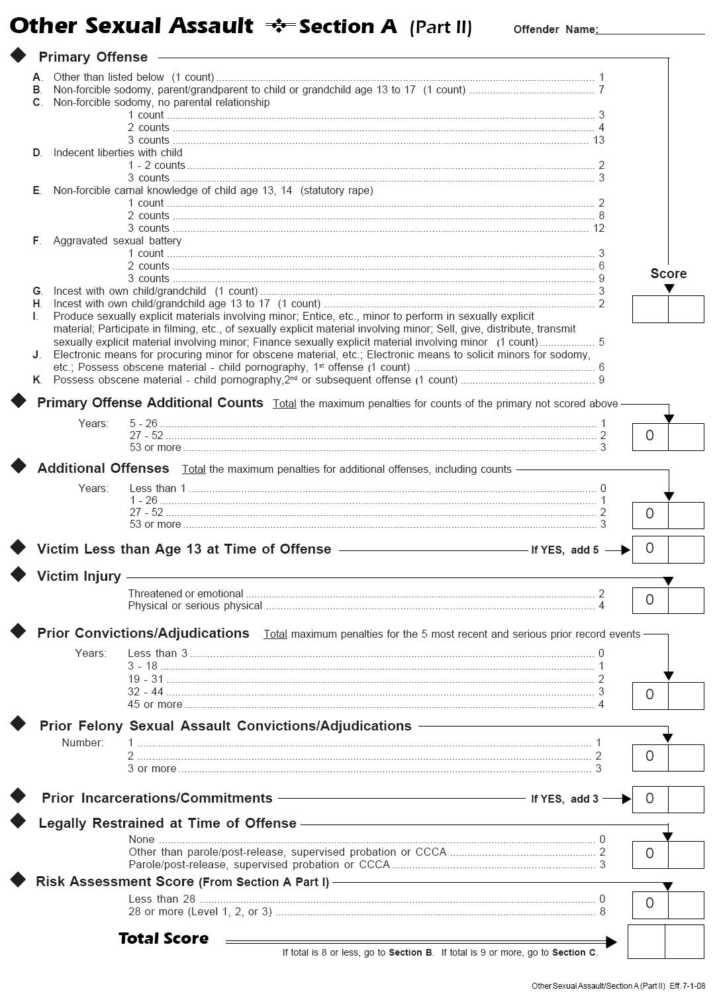 Other Sexual Assault Section A (Part II) Offender Name:
Primary Offense
A. Other than listed below (1 count) 1
B. Non-forcible sodomy, parent/grandparent to child or grandchild age 13 to 17 (1 count) 7
C. Non-forcible sodomy, no parental relationship
1 count 3
2 counts 4
3 counts 13
D. Indecent liberties with child
1 - 2 counts 2
3 counts 3
E. Non-forcible carnal knowledge of child age 13, 14 (statutory rape)
1 count 2
2 counts 8
3 counts 12
F. Aggravated sexual battery
1 count 3
2 counts 6
3 counts 9
Score
G. Incest with own child/grandchild (1 count) 3
H. Incest with own child/grandchild age 13 to 17 (1 count) 2
I. Produce sexually explicit materials involving minor; Entice, etc., minor to perform in sexually explicit
material; Participate in filming, etc., of sexually explicit material involving minor; Sell, give, distribute, transmit
sexually explicit material involving minor; Finance sexually explicit material involving minor (1 count) 5
J. Electronic means for procuring minor for obscene material, etc.; Electronic means to solicit minors for sodomy,
etc.; Possess obscene material - child pornography, 1st offense (1 count) 6
K. Possess obscene material - child pornography,2nd or subsequent offense (1 count) 9
Primary Offense Additional Counts Total the maximum penalties for counts of the primary not scored above
Years: 5 - 26 1
27 - 52 2
53 or more 3
0
Additional Offenses Total the maximum penalties for additional offenses, including counts
Years: Less than 1 0
1 - 26 1
27 - 52 2
53 or more 3
0
Victim Less than Age 13 at Time of Offense If YES, add 5 0
Victim Injury
Threatened or emotional 2
Physical or serious physical 4
0
Prior Convictions/Adjudications Total maximum penalties for the 5 most recent and serious prior record events
Years: Less than 3 0
3 - 18 1
19 - 31 2
32 - 44 3
45 or more 4
0
Prior Felony Sexual Assault Convictions/Adjudications
Number: 1 1
2 2
3 or more 3
0
Prior Incarcerations/Commitments If YES, add 3 0
Legally Restrained at Time of Offense
None 0
Other than parole/post-release, supervised probation or CCCA 2
Parole/post-release, supervised probation or CCCA 3
0
Risk Assessment Score (From Section A Part I)
Less than 28 0
28 or more (Level 1, 2, or 3) 8
0
Total Score
If total is 8 or less, go to Section B. If total is 9 or more, go to Section C.
Other Sexual Assault/Section A (Part II) Eff. 7-1-08